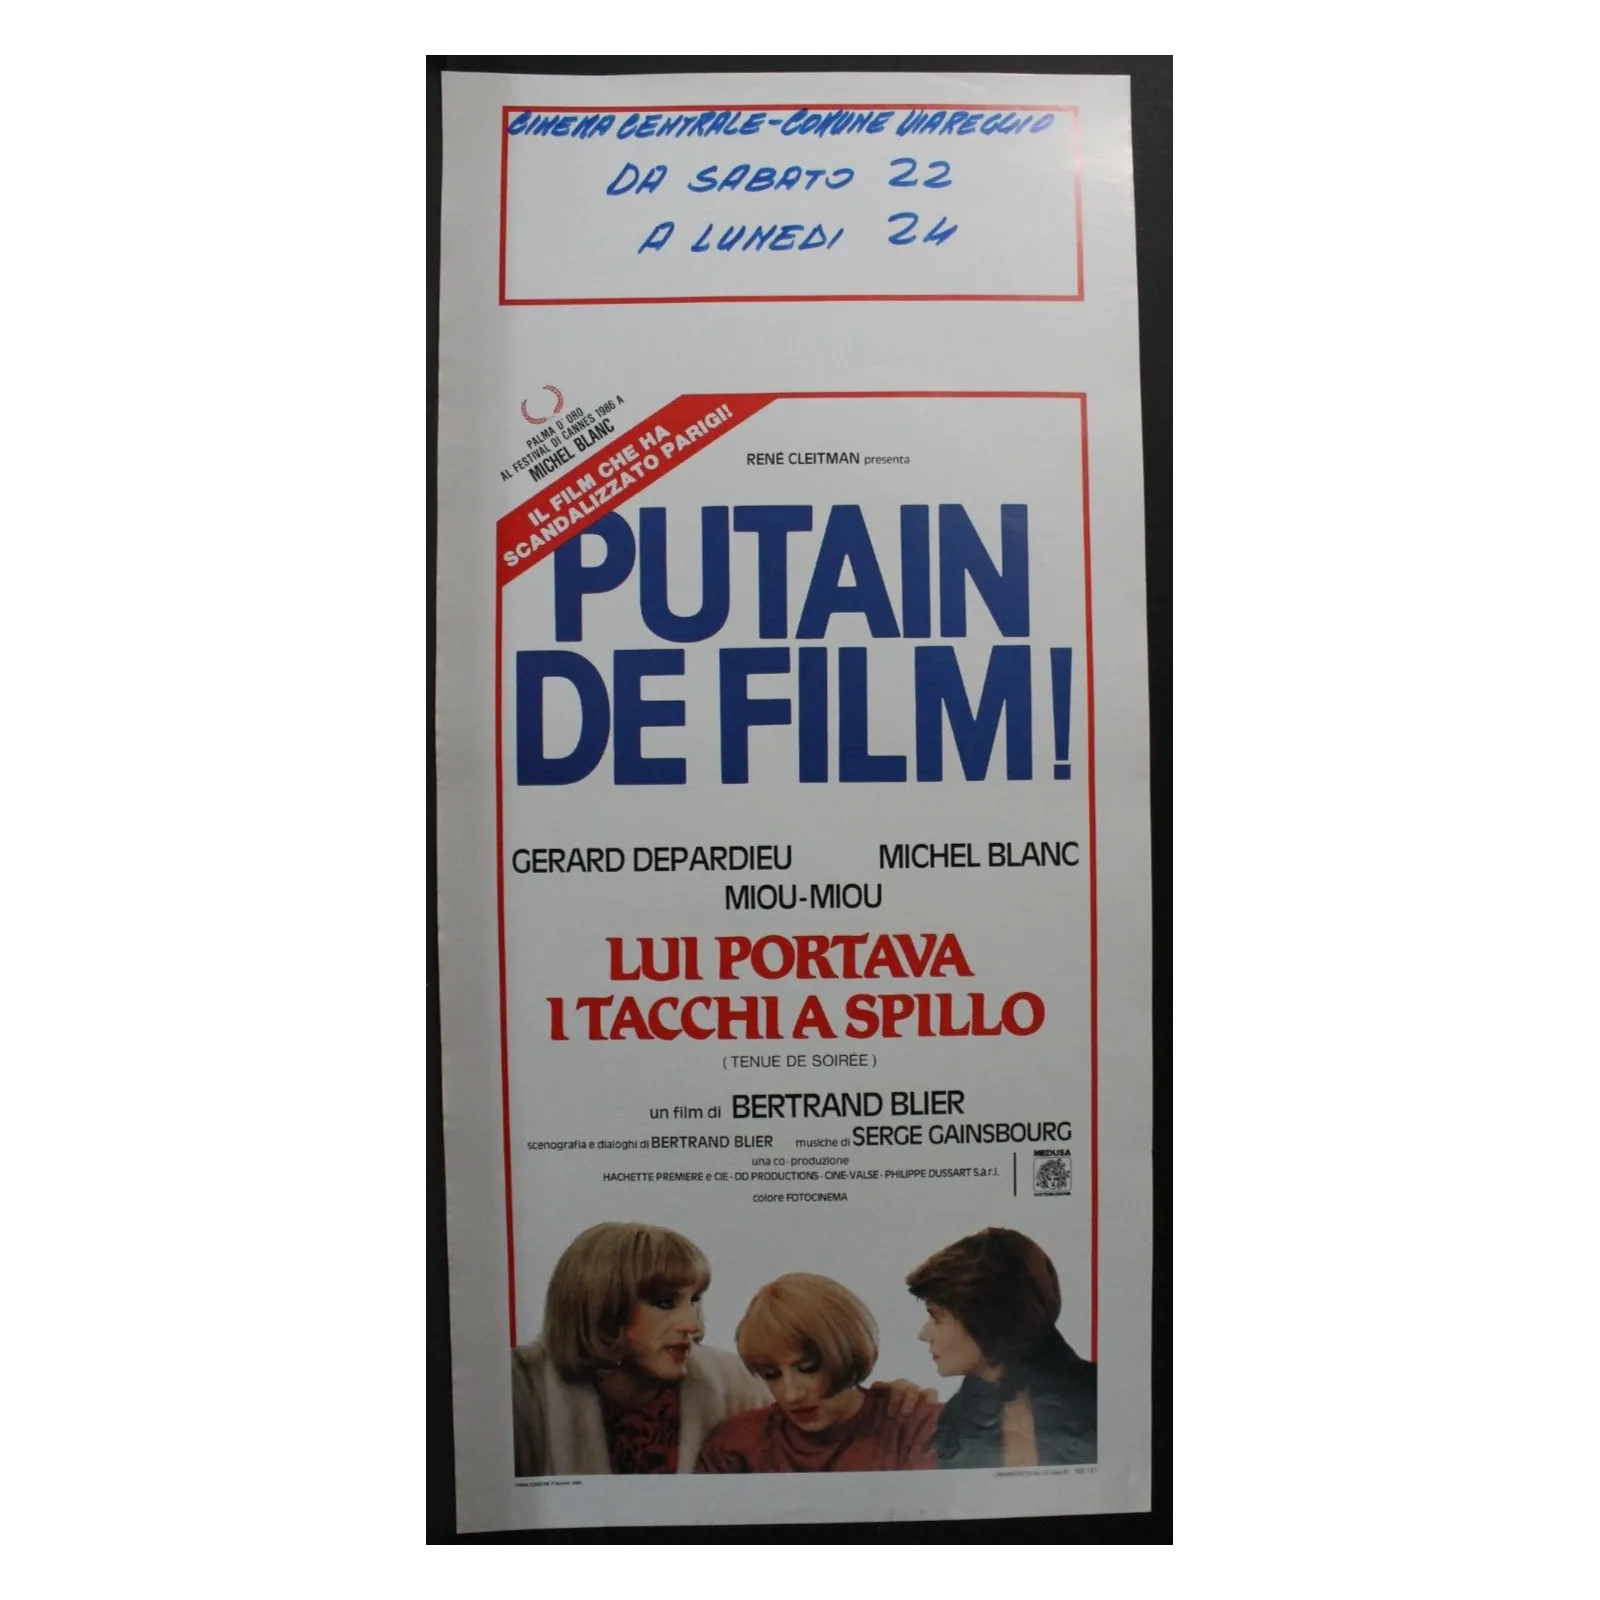 CINEMA CENTRALE-COMUNE VIAREGGIO
DA SABATO 22
A LUNEDI 24
PALMA D'ORO
AL FESTIVAL DI CANNES 1986 A
MICHEL BLANC
IL FILM CHE HA
SCANDALIZZATO PARIGI!
RENÉ CLEITMAN presenta
PUTAIN
DE FILM!
GERARD DEPARDIEU MICHEL BLANC
MIOU-MIOU
LUI PORTAVA
I TACCHI A SPILLO
(TENUE DE SOIRÉE)
un film di BERTRAND BLIER
scenografia e dialoghi di BERTRAND BLIER musiche di SERGE GAINSBOURG
una co-produzione
HACHETTE PREMIERE e CIE - DD PRODUCTIONS - CINE-VALSE - PHILIPPE DUSSART S.a.r.l.
colore FOTOCINEMA
MEDUSA
DISTRIBUZIONE